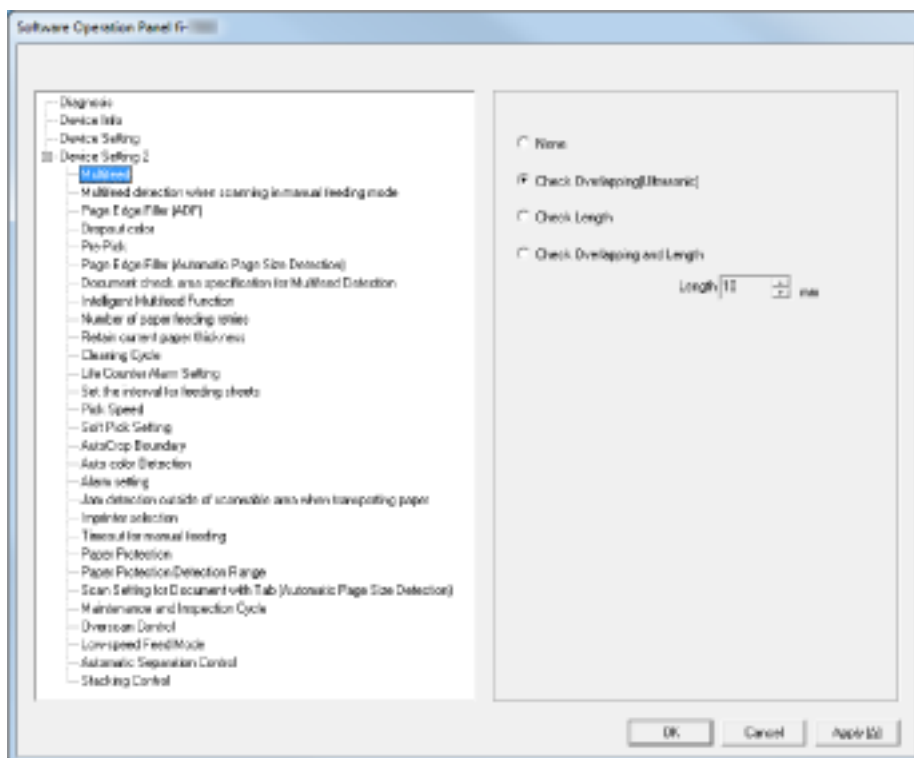 Software Operation Panel fi-
Diagnosis
Device Info
Device Setting
Device Setting 2
Multifeed
Multifeed detection when scanning in manual feeding mode
Page Edge Filler (ADF)
Dropout color
Pre-Pick
Page Edge Filler (Automatic Page Size Detection)
Document check area specification for Multifeed Detection
Intelligent Multifeed Function
Number of paper feeding retries
Retain current paper thickness
Cleaning Cycle
Life Counter Alarm Setting
Set the interval for feeding sheets
Pick Speed
Soft Pick Setting
AutoCrop Boundary
Auto color Detection
Alarm setting
Jam detection outside of scannable area when transporting paper
Imprinter selection
Timeout for manual feeding
Paper Protection
Paper Protection Detection Range
Scan Setting for Document with Tab (Automatic Page Size Detection)
Maintenance and Inspection Cycle
Overscan Control
Low-speed Feed Mode
Automatic Separation Control
Stacking Control
None
Check Overlapping(Ultrasonic)
Check Length
Check Overlapping and Length
Length 10 mm
OK Cancel Apply (A)